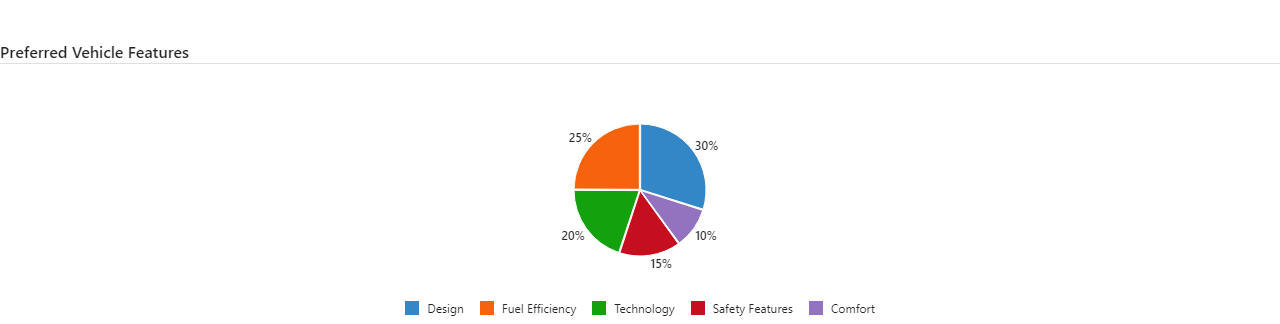 Preferred Vehicle Features
25%
30%
20%
10%
15%
Design
Fuel Efficiency
Technology
Safety Features
Comfort